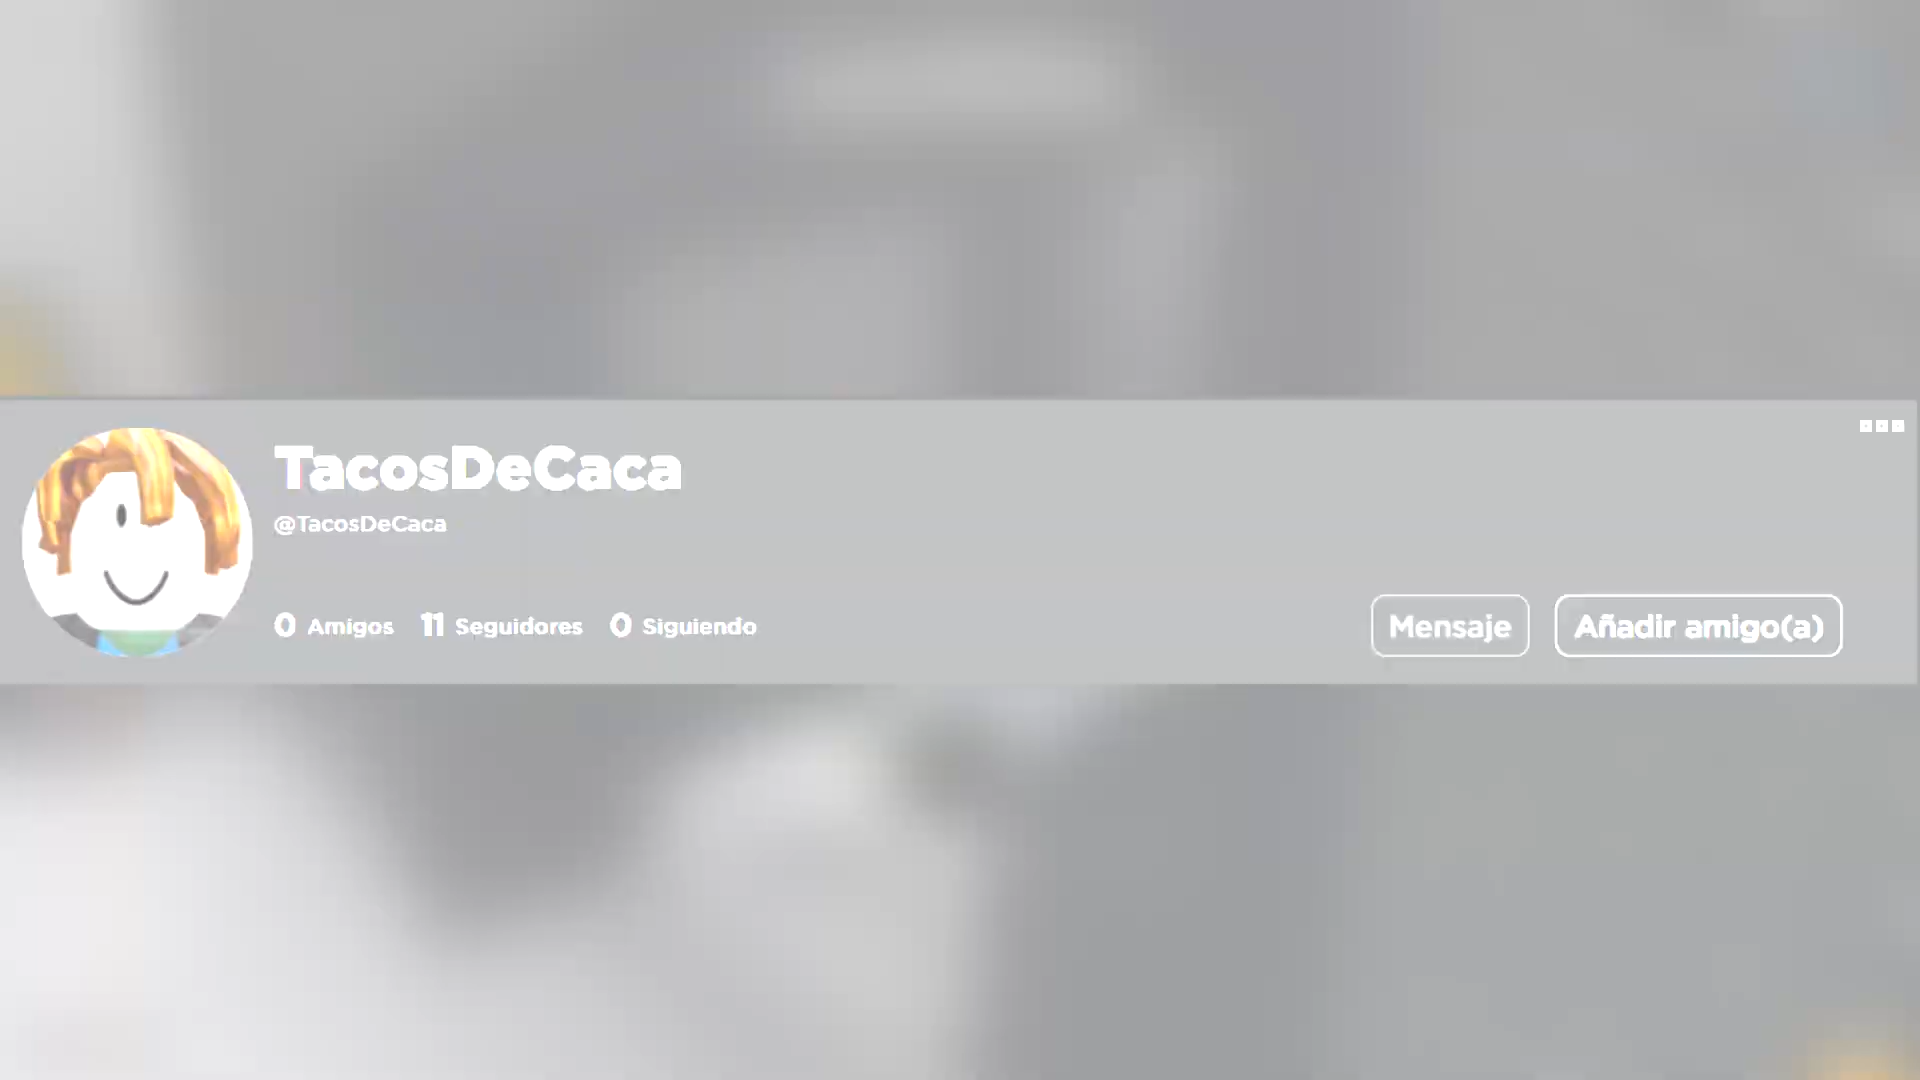 TacosDeCaca
@TacosDeCaca
0 Amigos 11 Seguidores 0 Siguiendo
Mensaje
Añadir amigo(a)